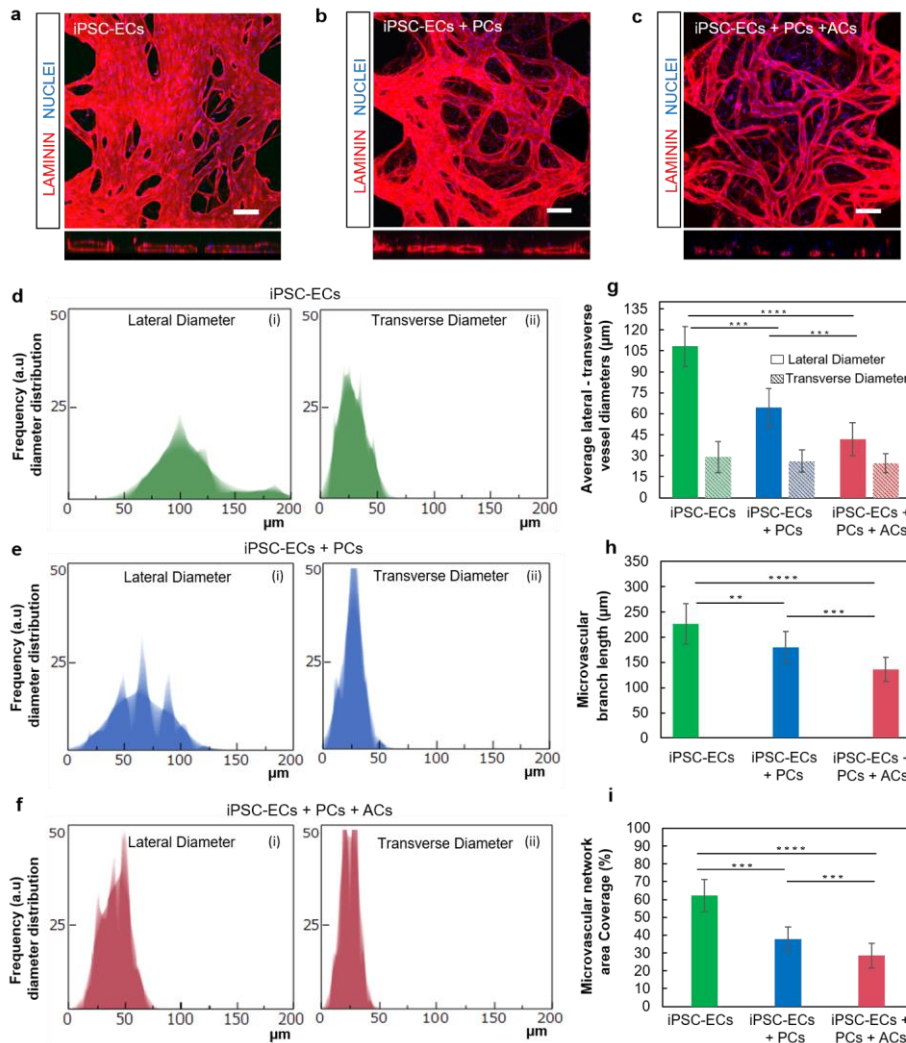 a
iPSC-ECs
LAMININ NUCLEI
b
iPSC-ECs + PCs
LAMININ NUCLEI
c
iPSC-ECs + PCs +ACs
LAMININ NUCLEI
d
iPSC-ECs
Frequency (a.u)
diameter distribution
50
25
Lateral Diameter (i)
0 50 100 150 200
µm
50
25
Transverse Diameter (ii)
0 50 100 150 200
µm
e
iPSC-ECs + PCs
Frequency (a.u)
diameter distribution
50
25
Lateral Diameter (i)
0 50 100 150 200
µm
50
25
Transverse Diameter (ii)
0 50 100 150 200
µm
f
iPSC-ECs + PCs + ACs
Frequency (a.u)
diameter distribution
50
25
Lateral Diameter (i)
0 50 100 150 200
µm
50
25
Transverse Diameter (ii)
0 50 100 150 200
µm
g
Average lateral - transverse
vessel diameters (µm)
135
120
105
90
75
60
45
30
15
0
****
***
***
Lateral Diameter
Transverse Diameter
iPSC-ECs
iPSC-ECs
+ PCs
iPSC-ECs +
PCs + ACs
h
Microvascular
branch length (µm)
350
300
250
200
150
100
50
0
****
**
***
iPSC-ECs
iPSC-ECs
+ PCs
iPSC-ECs +
PCs + ACs
i
Microvascular network
area Coverage (%)
100
90
80
70
60
50
40
30
20
10
0
****
***
***
iPSC-ECs
iPSC-ECs
+ PCs
iPSC-ECs +
PCs + ACs